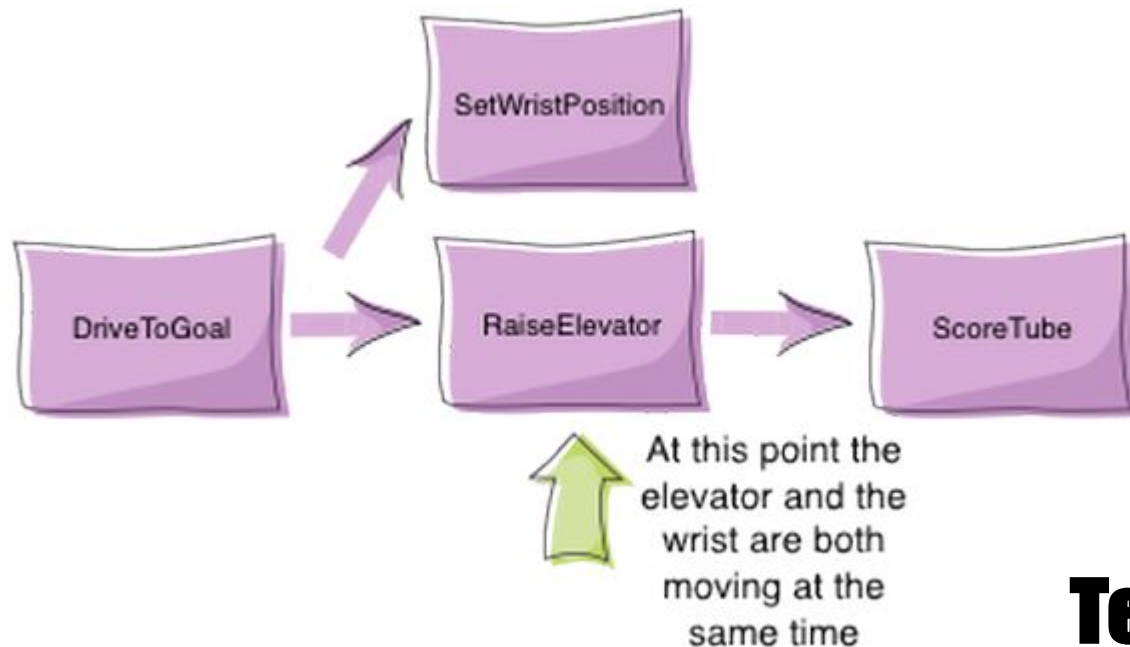 SetWristPosition
DriveToGoal
RaiseElevator
ScoreTube
At this point the
elevator and the
wrist are both
moving at the
same time
Te